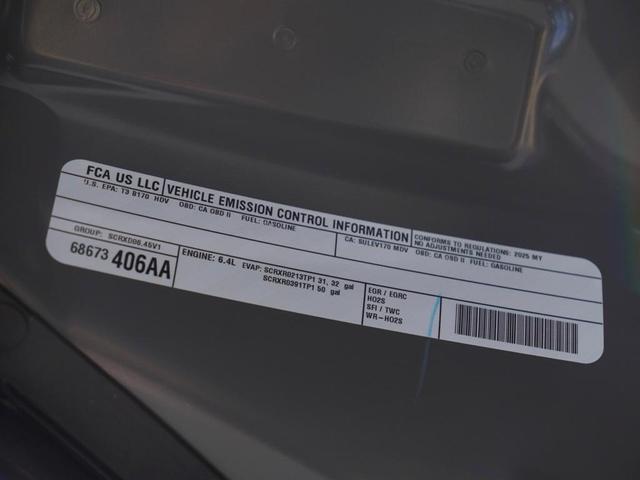 FCA US LLC VEHICLE EMISSION CONTROL INFORMATION CONFORMS TO REGULATIONS: 2025 MY
U.S. EPA: T3 B170 HDV OBD: CA OBD II FUEL: GASOLINE CA: SULEV170 MDV OBD: CA OBD II FUEL: GASOLINE
NO ADJUSTMENTS NEEDED
GROUP: SCRXD06.45V1
68673 406AA
ENGINE: 6.4L EVAP: SCRXR0213TP1 31, 32 gal
SCRXR0391TP1 50 gal
EGR / EGRC
HO2S
SFI / TWC
WR-HO2S